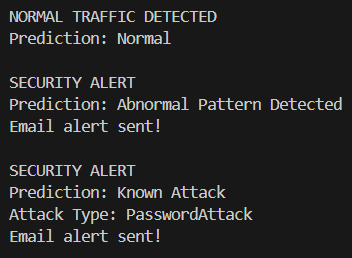 NORMAL TRAFFIC DETECTED
Prediction: Normal
SECURITY ALERT
Prediction: Abnormal Pattern Detected
Email alert sent!
SECURITY ALERT
Prediction: Known Attack
Attack Type: PasswordAttack
Email alert sent!